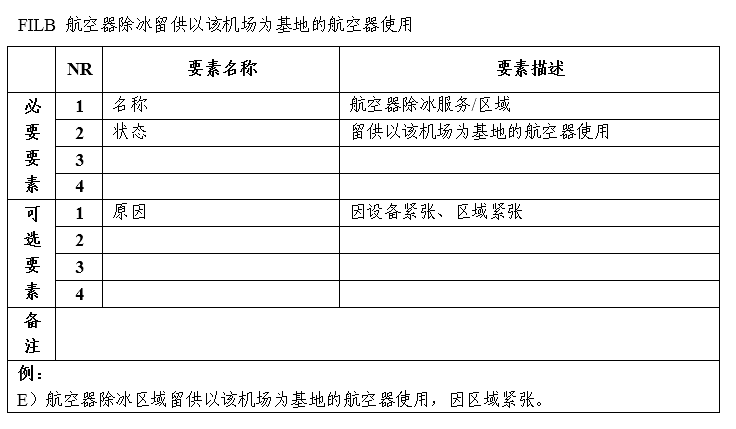 FILB 航空器除冰留供以该机场为基地的航空器使用
NR 要素名称 要素描述
必要要素
1 名称 航空器除冰服务/区域
2 状态 留供以该机场为基地的航空器使用
3
4
可选要素
1 原因 因设备紧张、区域紧张
2
3
4
备注
例：
E）航空器除冰区域留供以该机场为基地的航空器使用，因区域紧张。